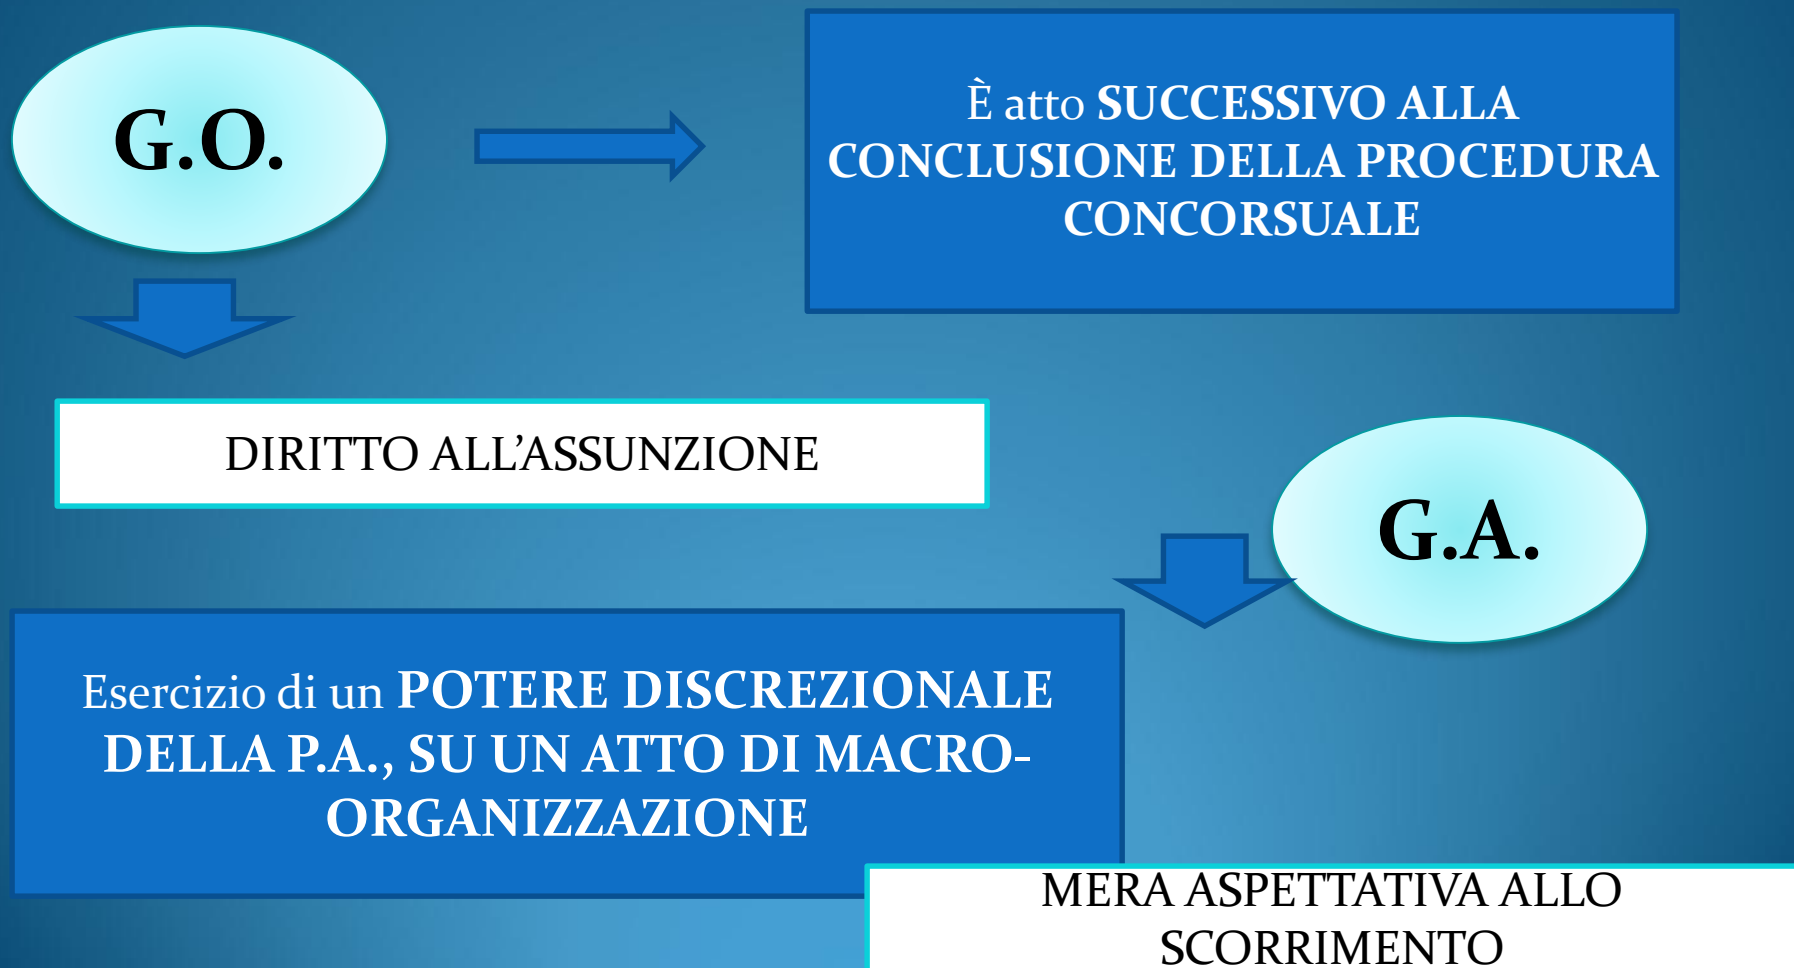 G.O.
È atto SUCCESSIVO ALLA
CONCLUSIONE DELLA PROCEDURA
CONCORSUALE
DIRITTO ALL’ASSUNZIONE
G.A.
Esercizio di un POTERE DISCREZIONALE
DELLA P.A., SU UN ATTO DI MACRO-
ORGANIZZAZIONE
MERA ASPETTATIVA ALLO
SCORRIMENTO